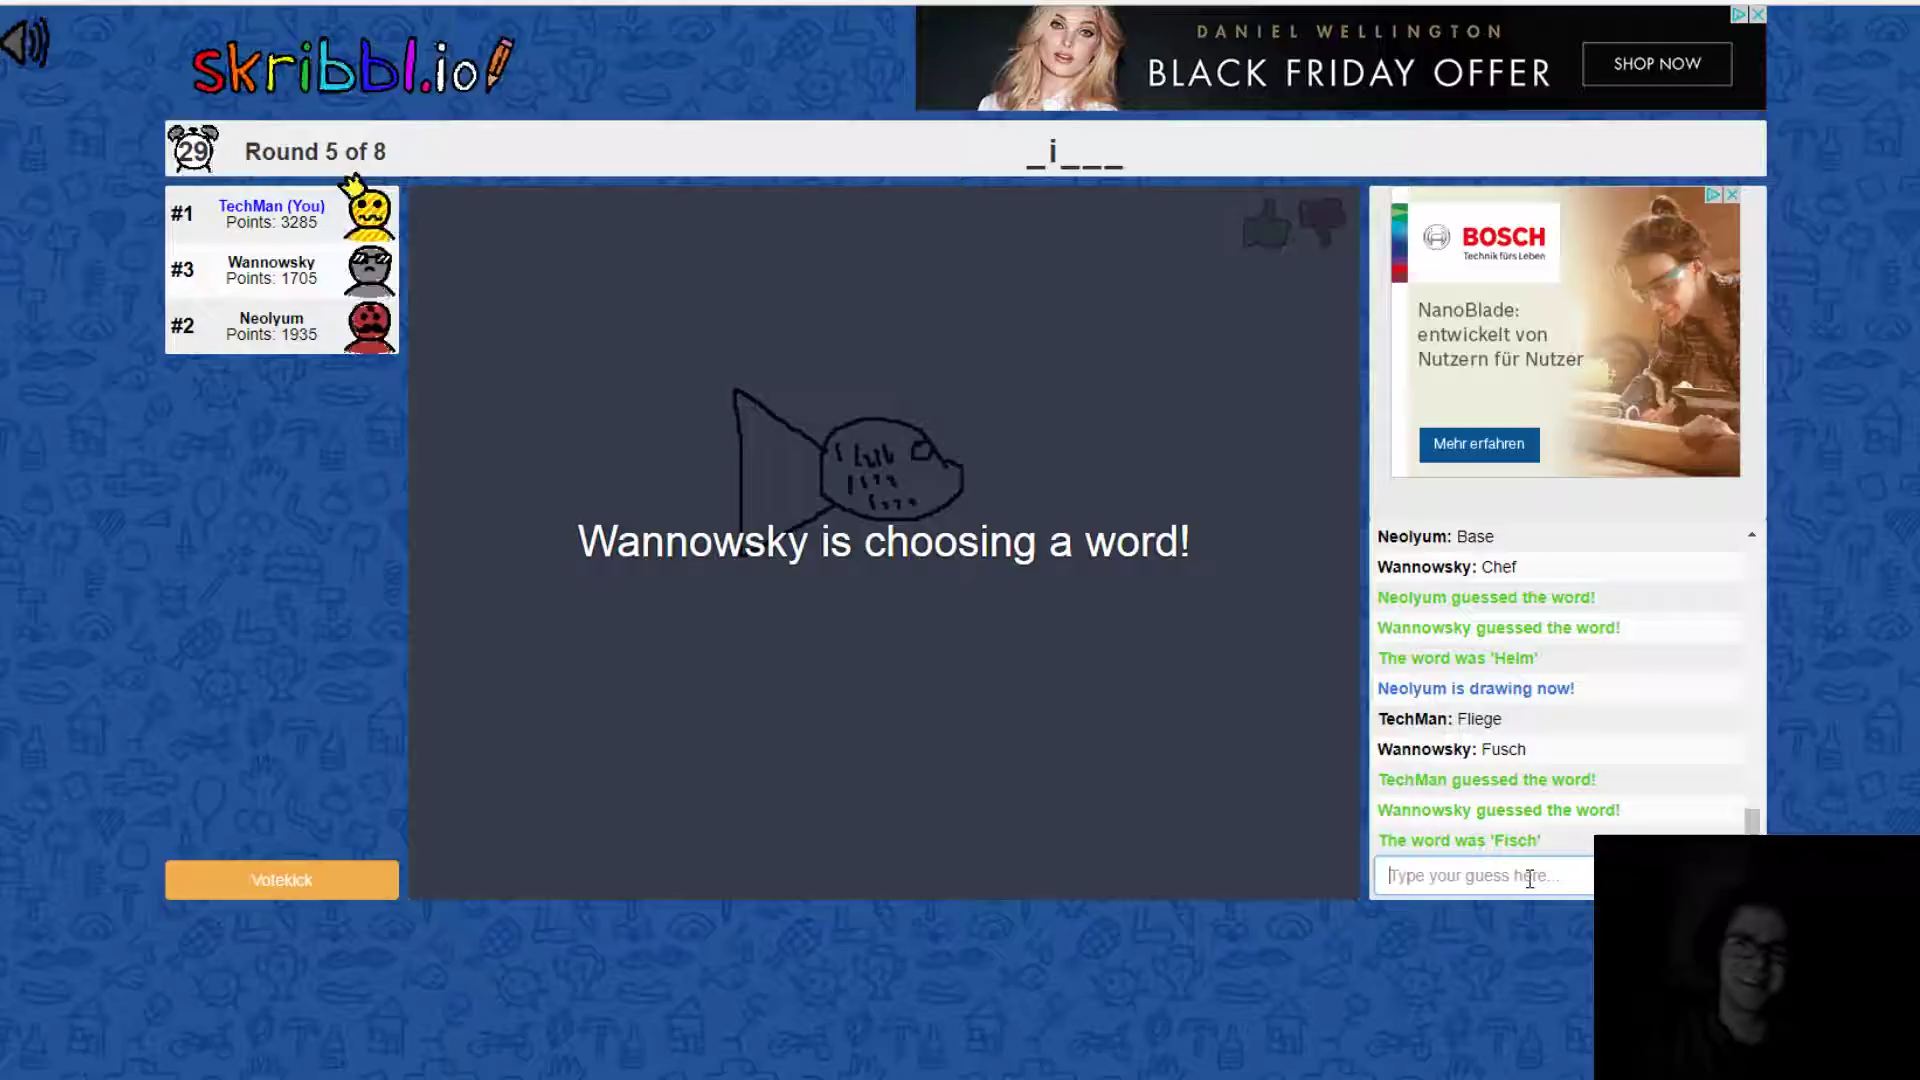 skribbl.io
DANIEL WELLINGTON
BLACK FRIDAY OFFER
SHOP NOW
29
Round 5 of 8
_i___
#1
TechMan (You)
Points: 3285
#3
Wannowsky
Points: 1705
#2
Neolyum
Points: 1935
Votekick
Wannowsky is choosing a word!
BOSCH
Technik fürs Leben
NanoBlade:
entwickelt von
Nutzern für Nutzer
Mehr erfahren
Neolyum: Base
Wannowsky: Chef
Neolyum guessed the word!
Wannowsky guessed the word!
The word was 'Helm'
Neolyum is drawing now!
TechMan: Fliege
Wannowsky: Fusch
TechMan guessed the word!
Wannowsky guessed the word!
The word was 'Fisch'
Type your guess here...